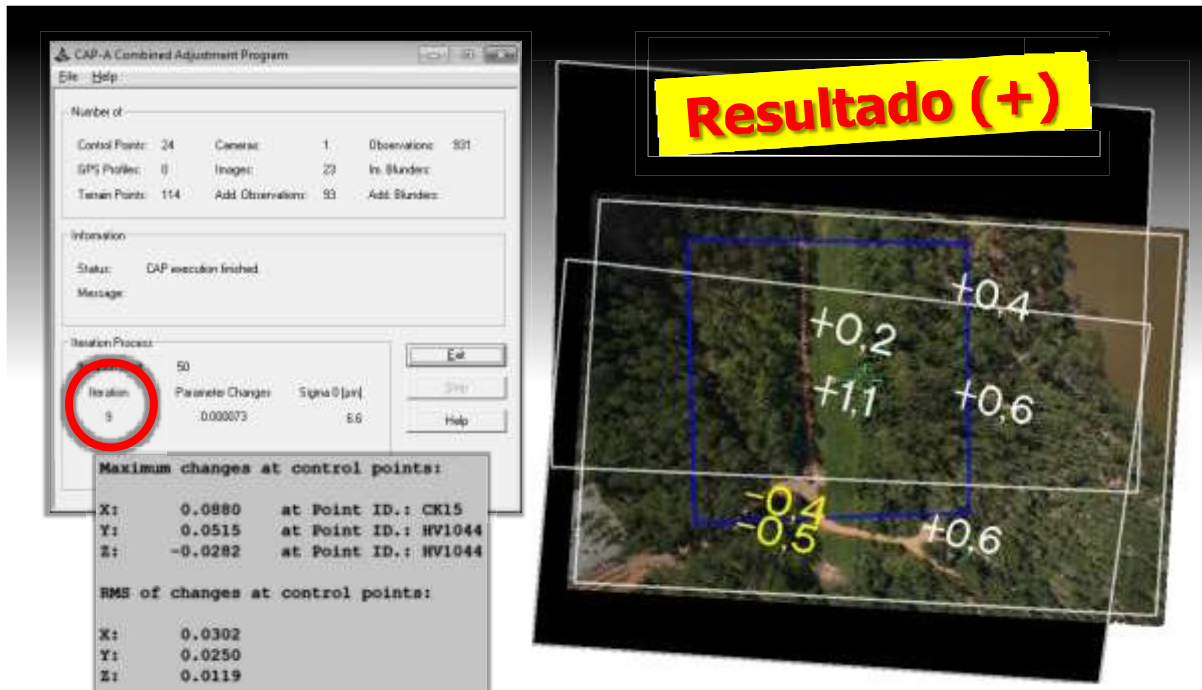 CAP-A Combined Adjustment Program
File Help
Number of
Control Points: 24 Cameras: 1 Observations: 931
GPS Profiles: 0 Images: 23 Im. Blunders:
Terrain Points: 114 Add. Observations: 93 Add. Blunders:
Information
Status: CAP execution finished.
Message:
Iteration Process
50
Iteration Parameter Changes Sigma 0 [µm]
9 0.000073 6.6
Exit
Stop
Help
Maximum changes at control points:
X: 0.0880 at Point ID.: CK15
Y: 0.0515 at Point ID.: HV1044
Z: -0.0282 at Point ID.: HV1044
RMS of changes at control points:
X: 0.0302
Y: 0.0250
Z: 0.0119
Resultado (+)
+0,4
+0,2
+1,1
+0,6
-0,4
-0,5
+0,6